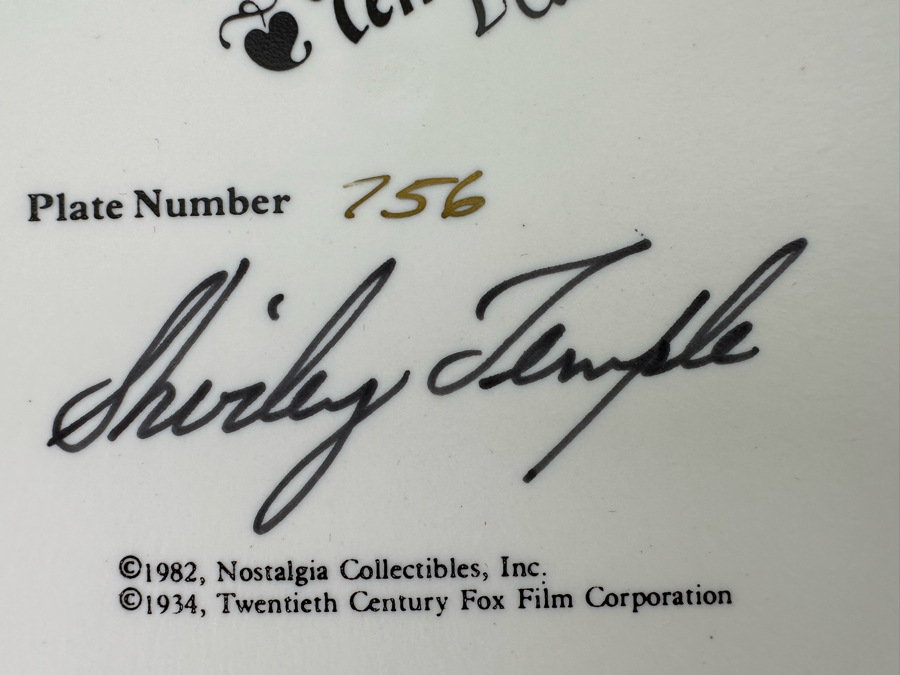 Plate Number 756
Shirley Temple
©1982, Nostalgia Collectibles, Inc.
©1934, Twentieth Century Fox Film Corporation